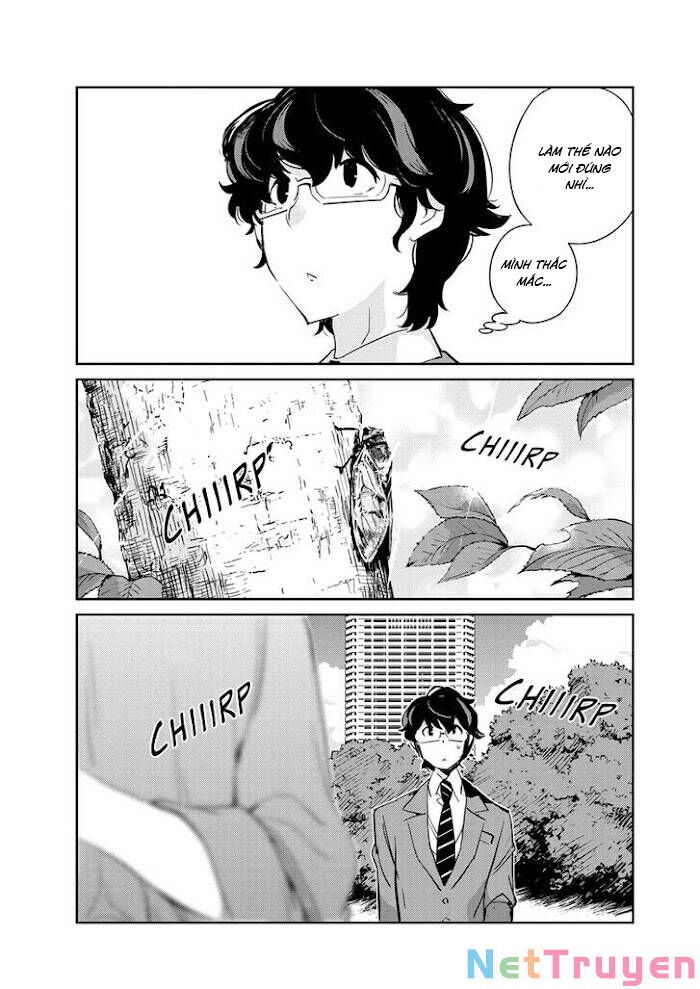 LÀM THẾ NÀO
MỚI ĐÚNG
NHỈ...
MÌNH THẮC
MẮC...
CHIIIRP
CHIIIRP
CHIIIRP
CHIIIRP
NetTruyen